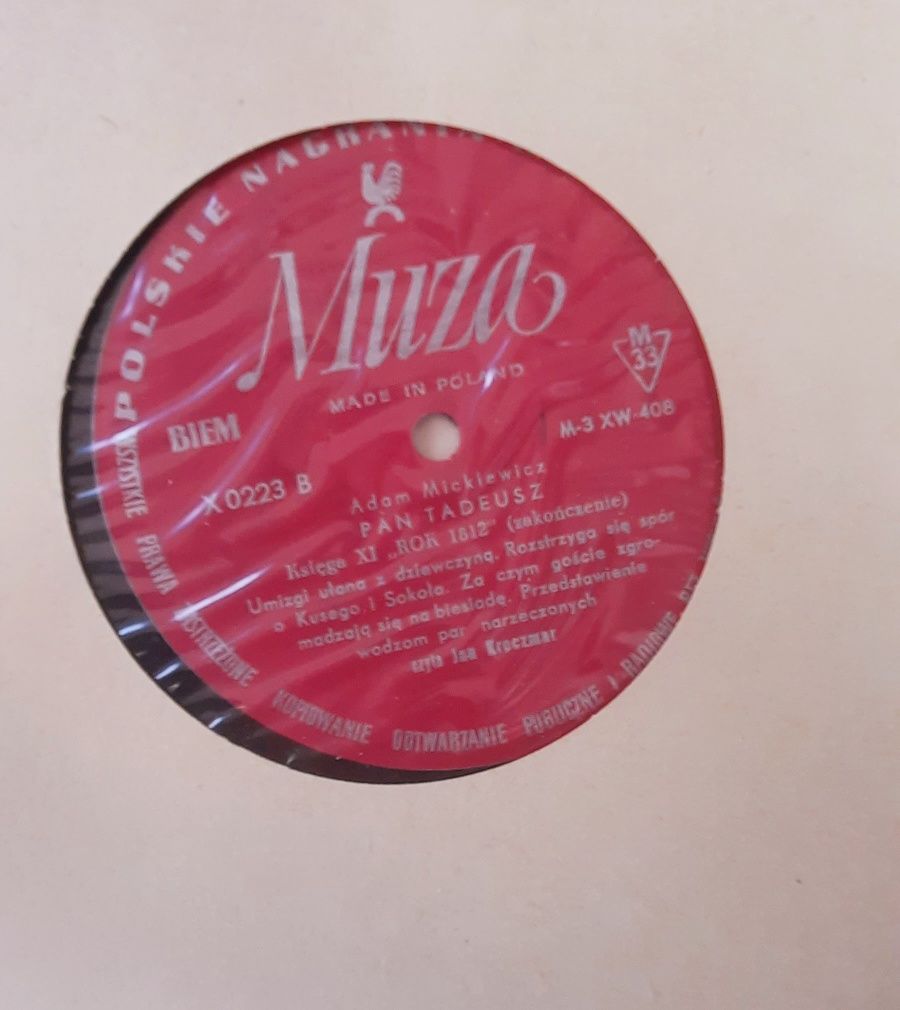 POLSKIE NAGRANIA
Muza
MADE IN POLAND
M
33
BIEM
M-3 XW-408
X 0223 B
Adam Mickiewicz
PAN TADEUSZ
Księga XI „ROK 1812" (zakończenie)
Umizgi ułana z dziewczyną. Rozstrzyga się spór
o Kusego i Sokoła. Za czym goście zgro-
madzają się na biesiadę. Przedstawienie
wodzom par narzeczonych
czyta Jan Kreczmar
WSZYSTKIE PRAWA ZASTRZEŻONE KOPIOWANIE ODTWARZANIE PUBLICZNE I RADIOWE